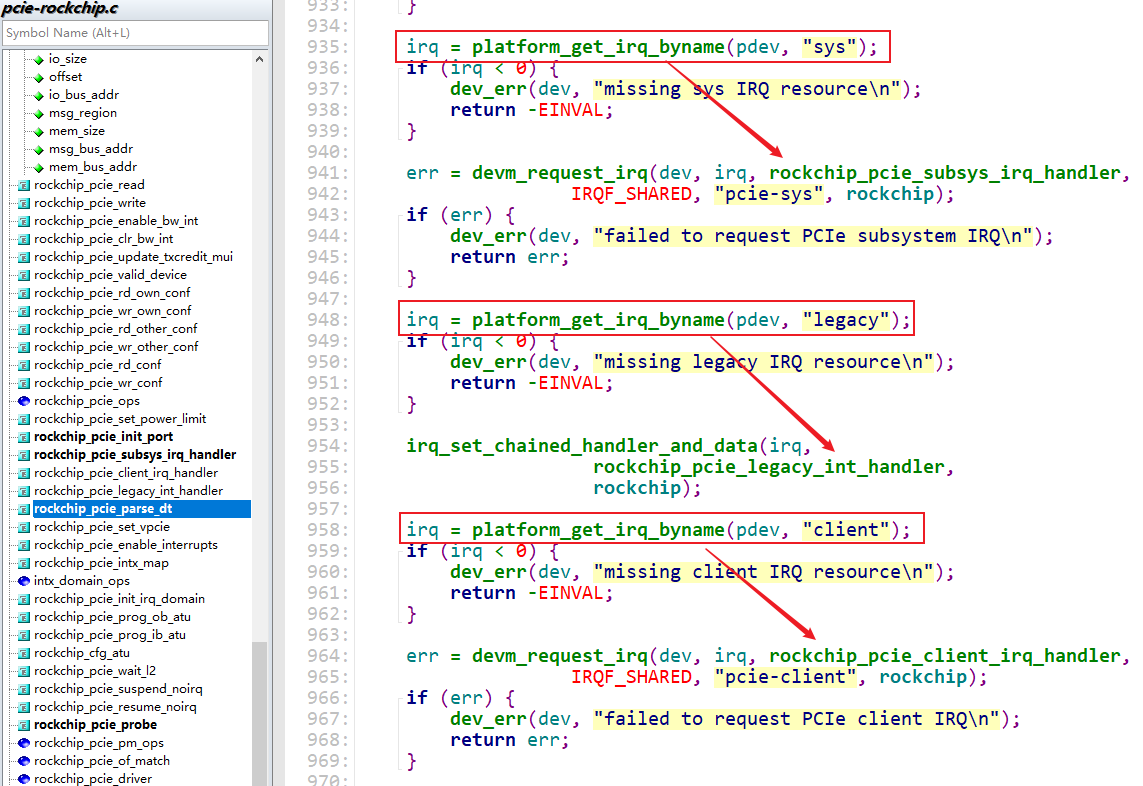 pcie-rockchip.c
Symbol Name (Alt+L)
io_size
offset
io_bus_addr
msg_region
mem_size
msg_bus_addr
mem_bus_addr
rockchip_pcie_read
rockchip_pcie_write
rockchip_pcie_enable_bw_int
rockchip_pcie_clr_bw_int
rockchip_pcie_update_txcredit_mui
rockchip_pcie_valid_device
rockchip_pcie_rd_own_conf
rockchip_pcie_wr_own_conf
rockchip_pcie_rd_other_conf
rockchip_pcie_wr_other_conf
rockchip_pcie_rd_conf
rockchip_pcie_wr_conf
rockchip_pcie_ops
rockchip_pcie_set_power_limit
rockchip_pcie_init_port
rockchip_pcie_subsys_irq_handler
rockchip_pcie_client_irq_handler
rockchip_pcie_legacy_int_handler
rockchip_pcie_parse_dt
rockchip_pcie_set_vpcie
rockchip_pcie_enable_interrupts
rockchip_pcie_intx_map
intx_domain_ops
rockchip_pcie_init_irq_domain
rockchip_pcie_prog_ob_atu
rockchip_pcie_prog_ib_atu
rockchip_cfg_atu
rockchip_pcie_wait_l2
rockchip_pcie_suspend_noirq
rockchip_pcie_resume_noirq
rockchip_pcie_probe
rockchip_pcie_pm_ops
rockchip_pcie_of_match
rockchip_pcie_driver
933: }
934:
935: irq = platform_get_irq_byname(pdev, "sys");
936: if (irq < 0) {
937: dev_err(dev, "missing sys IRQ resource\n");
938: return -EINVAL;
939: }
940:
941: err = devm_request_irq(dev, irq, rockchip_pcie_subsys_irq_handler,
942: IRQF_SHARED, "pcie-sys", rockchip);
943: if (err) {
944: dev_err(dev, "failed to request PCIe subsystem IRQ\n");
945: return err;
946: }
947:
948: irq = platform_get_irq_byname(pdev, "legacy");
949: if (irq < 0) {
950: dev_err(dev, "missing legacy IRQ resource\n");
951: return -EINVAL;
952: }
953:
954: irq_set_chained_handler_and_data(irq,
955: rockchip_pcie_legacy_int_handler,
956: rockchip);
957:
958: irq = platform_get_irq_byname(pdev, "client");
959: if (irq < 0) {
960: dev_err(dev, "missing client IRQ resource\n");
961: return -EINVAL;
962: }
963:
964: err = devm_request_irq(dev, irq, rockchip_pcie_client_irq_handler,
965: IRQF_SHARED, "pcie-client", rockchip);
966: if (err) {
967: dev_err(dev, "failed to request PCIe client IRQ\n");
968: return err;
969: }
970: